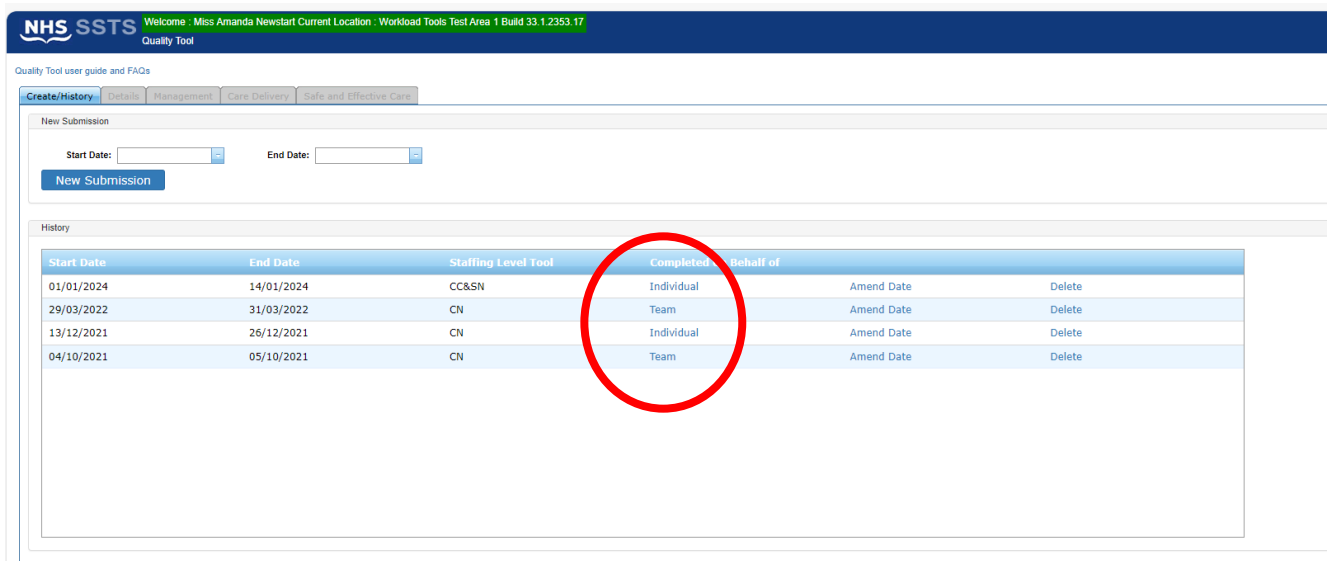 NHS SSTS Welcome : Miss Amanda Newstart Current Location : Workload Tools Test Area 1 Build 33.1.2353.17
Quality Tool
Quality Tool user guide and FAQs
Create/History Details Management Care Delivery Safe and Effective Care
New Submission
Start Date: End Date:
New Submission
History
Start Date End Date Staffing Level Tool Completed Behalf of
01/01/2024 14/01/2024 CC&SN Individual Amend Date Delete
29/03/2022 31/03/2022 CN Team Amend Date Delete
13/12/2021 26/12/2021 CN Individual Amend Date Delete
04/10/2021 05/10/2021 CN Team Amend Date Delete